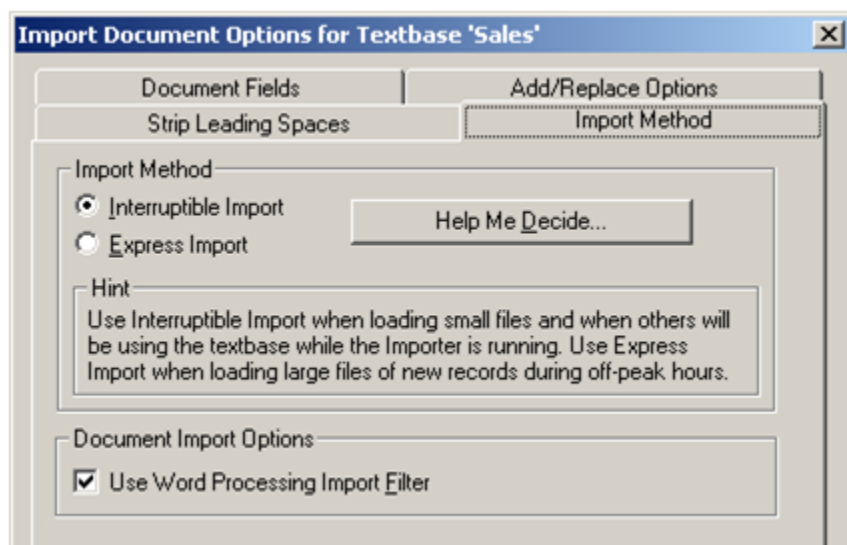 Import Document Options for Textbase 'Sales'
Document Fields
Add/Replace Options
Strip Leading Spaces
Import Method
Import Method
Interruptible Import
Help Me Decide...
Express Import
Hint
Use Interruptible Import when loading small files and when others will
be using the textbase while the Importer is running. Use Express
Import when loading large files of new records during off-peak hours.
Document Import Options
Use Word Processing Import Filter